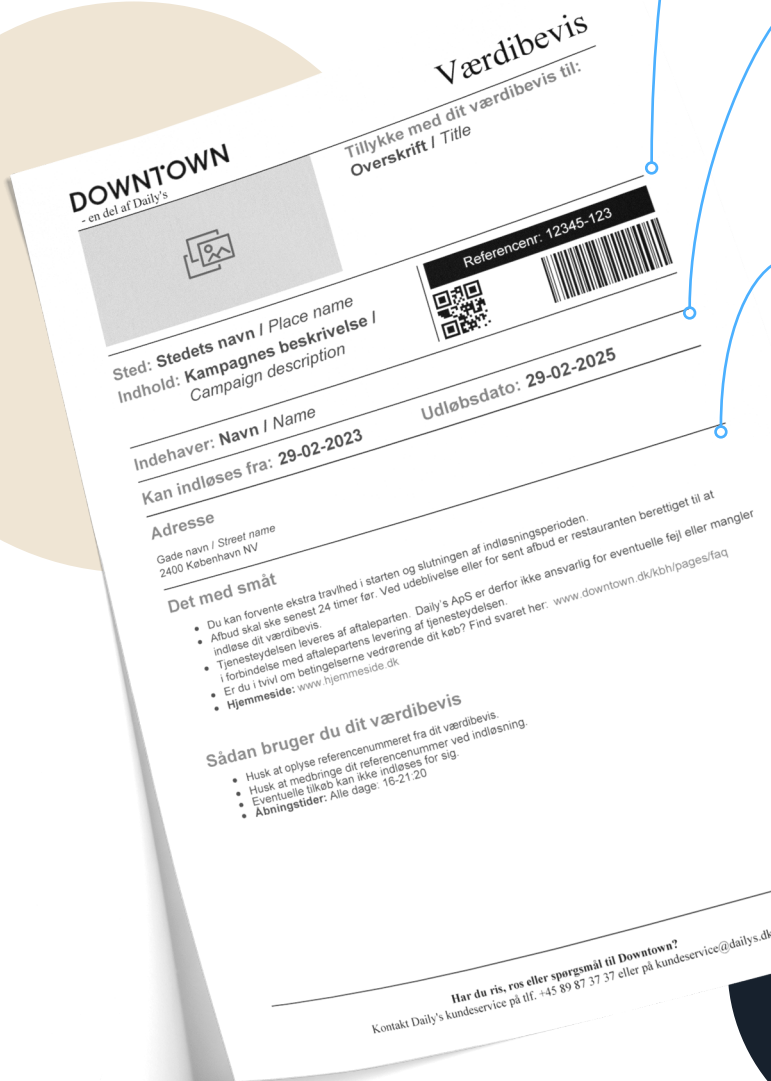 Værdibevis
DOWNTOWN
- en del af Daily's
Tillykke med dit værdibevis til:
Overskrift / Title
Referencenr: 12345-123
Sted: Stedets navn / Place name
Indhold: Kampagnes beskrivelse /
Campaign description
Indehaver: Navn / Name
Kan indløses fra: 29-02-2023
Udløbsdato: 29-02-2025
Adresse
Gade navn / Street name
2400 København NV
Det med småt
• Du kan forvente ekstra travlhed i starten og slutningen af indløsningsperioden.
• Afbud skal ske senest 24 timer før. Ved udeblivelse eller for sent afbud er restauranten berettiget til at
indløse dit værdibevis.
• Tjenesteydelsen leveres af aftaleparten. Daily's ApS er derfor ikke ansvarlig for eventuelle fejl eller mangler
i forbindelse med aftalepartens levering af tjenesteydelsen.
• Er du i tvivl om betingelserne vedrørende dit køb? Find svaret her: www.downtown.dk/kbh/pages/faq
• Hjemmeside: www.hjemmeside.dk
Sådan bruger du dit værdibevis
• Husk at oplyse referencenummeret fra dit værdibevis.
• Husk at medbringe dit referencenummer ved indløsning.
• Eventuelle tilkøb kan ikke indløses for sig.
• Åbningstider: Alle dage: 16-21:20
Har du ris, ros eller spørgsmål til Downtown?
Kontakt Daily's kundeservice på tlf. +45 89 87 37 37 eller på kundeservice@dailys.dk